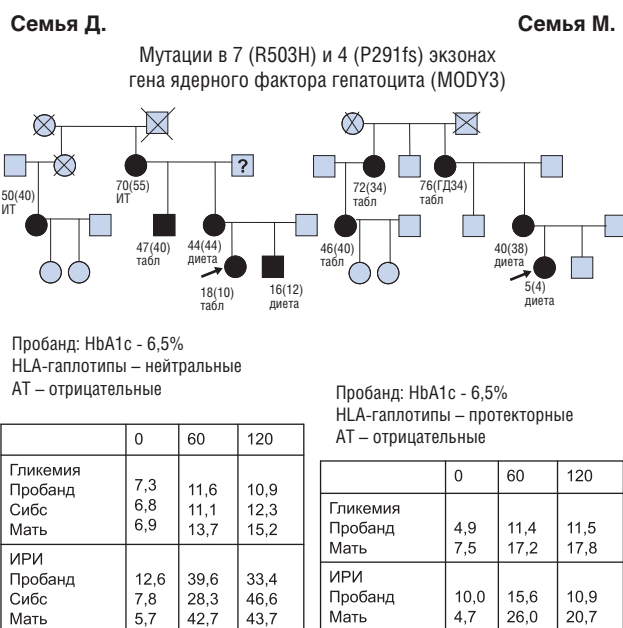 Семья Д.
Семья М.
Мутации в 7 (R503H) и 4 (P291fs) экзонах
гена ядерного фактора гепатоцита (MODY3)
?
50(40)
ИТ
70(55)
ИТ
47(40)
табл
44(44)
диета
18(10)
табл
16(12)
диета
72(34)
табл
76(ГД34)
табл
46(40)
табл
40(38)
диета
5(4)
диета
Пробанд: HbA1c - 6,5%
HLA-гаплотипы – нейтральные
АТ – отрицательные
0 60 120
Гликемия
Пробанд 7,3 11,6 10,9
Сибс 6,8 11,1 12,3
Мать 6,9 13,7 15,2
ИРИ
Пробанд 12,6 39,6 33,4
Сибс 7,8 28,3 46,6
Мать 5,7 42,7 43,7
Пробанд: HbA1c - 6,5%
HLA-гаплотипы – протекторные
АТ – отрицательные
0 60 120
Гликемия
Пробанд 4,9 11,4 11,5
Мать 7,5 17,2 17,8
ИРИ
Пробанд 10,0 15,6 10,9
Мать 4,7 26,0 20,7